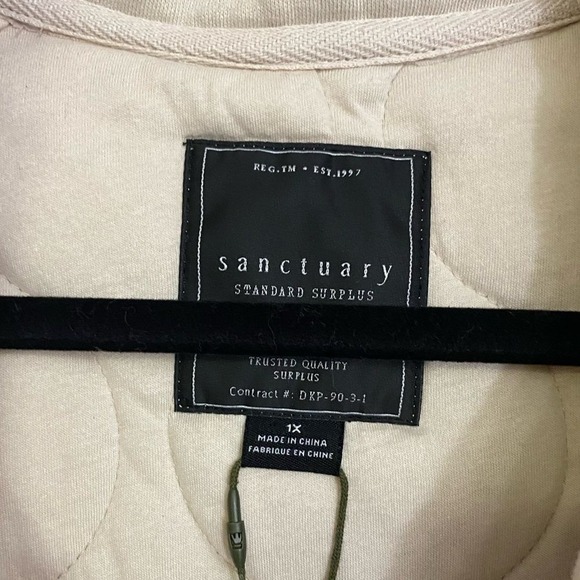 REG.TM • EST.1997
sanctuary
STANDARD SURPLUS
TRUSTED QUALITY
SURPLUS
Contract #: DKP-90-3-1
1X
MADE IN CHINA
FABRIQUE EN CHINE